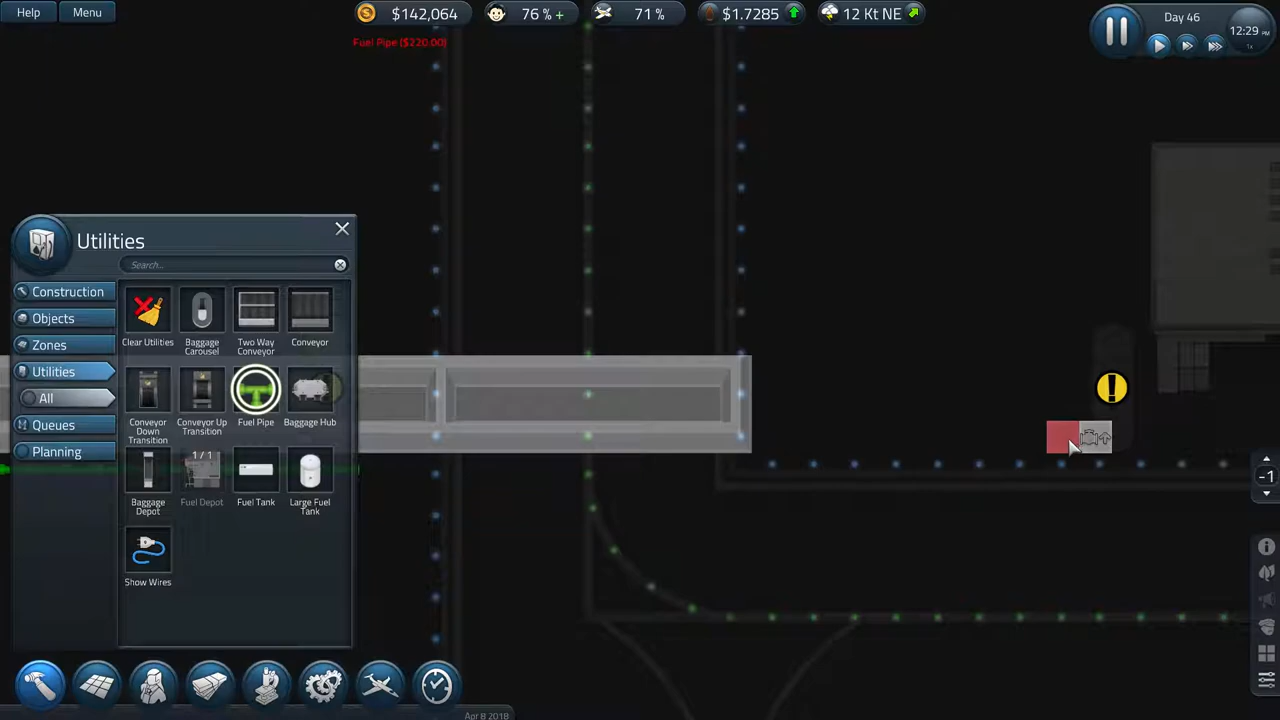 Help
Menu
$142,064
76 % +
71 %
$1.7285
12 Kt NE
Day 46
12:29 PM
1x
Fuel Pipe ($220.00)
Utilities
Search...
Construction
Objects
Zones
Utilities
All
Queues
Planning
Clear Utilities
Baggage Carousel
Two Way Conveyor
Conveyor
Conveyor Down Transition
Conveyor Up Transition
Fuel Pipe
Baggage Hub
1 / 1
Baggage Depot
Fuel Depot
Fuel Tank
Large Fuel Tank
Show Wires
-1
Apr 8 2018